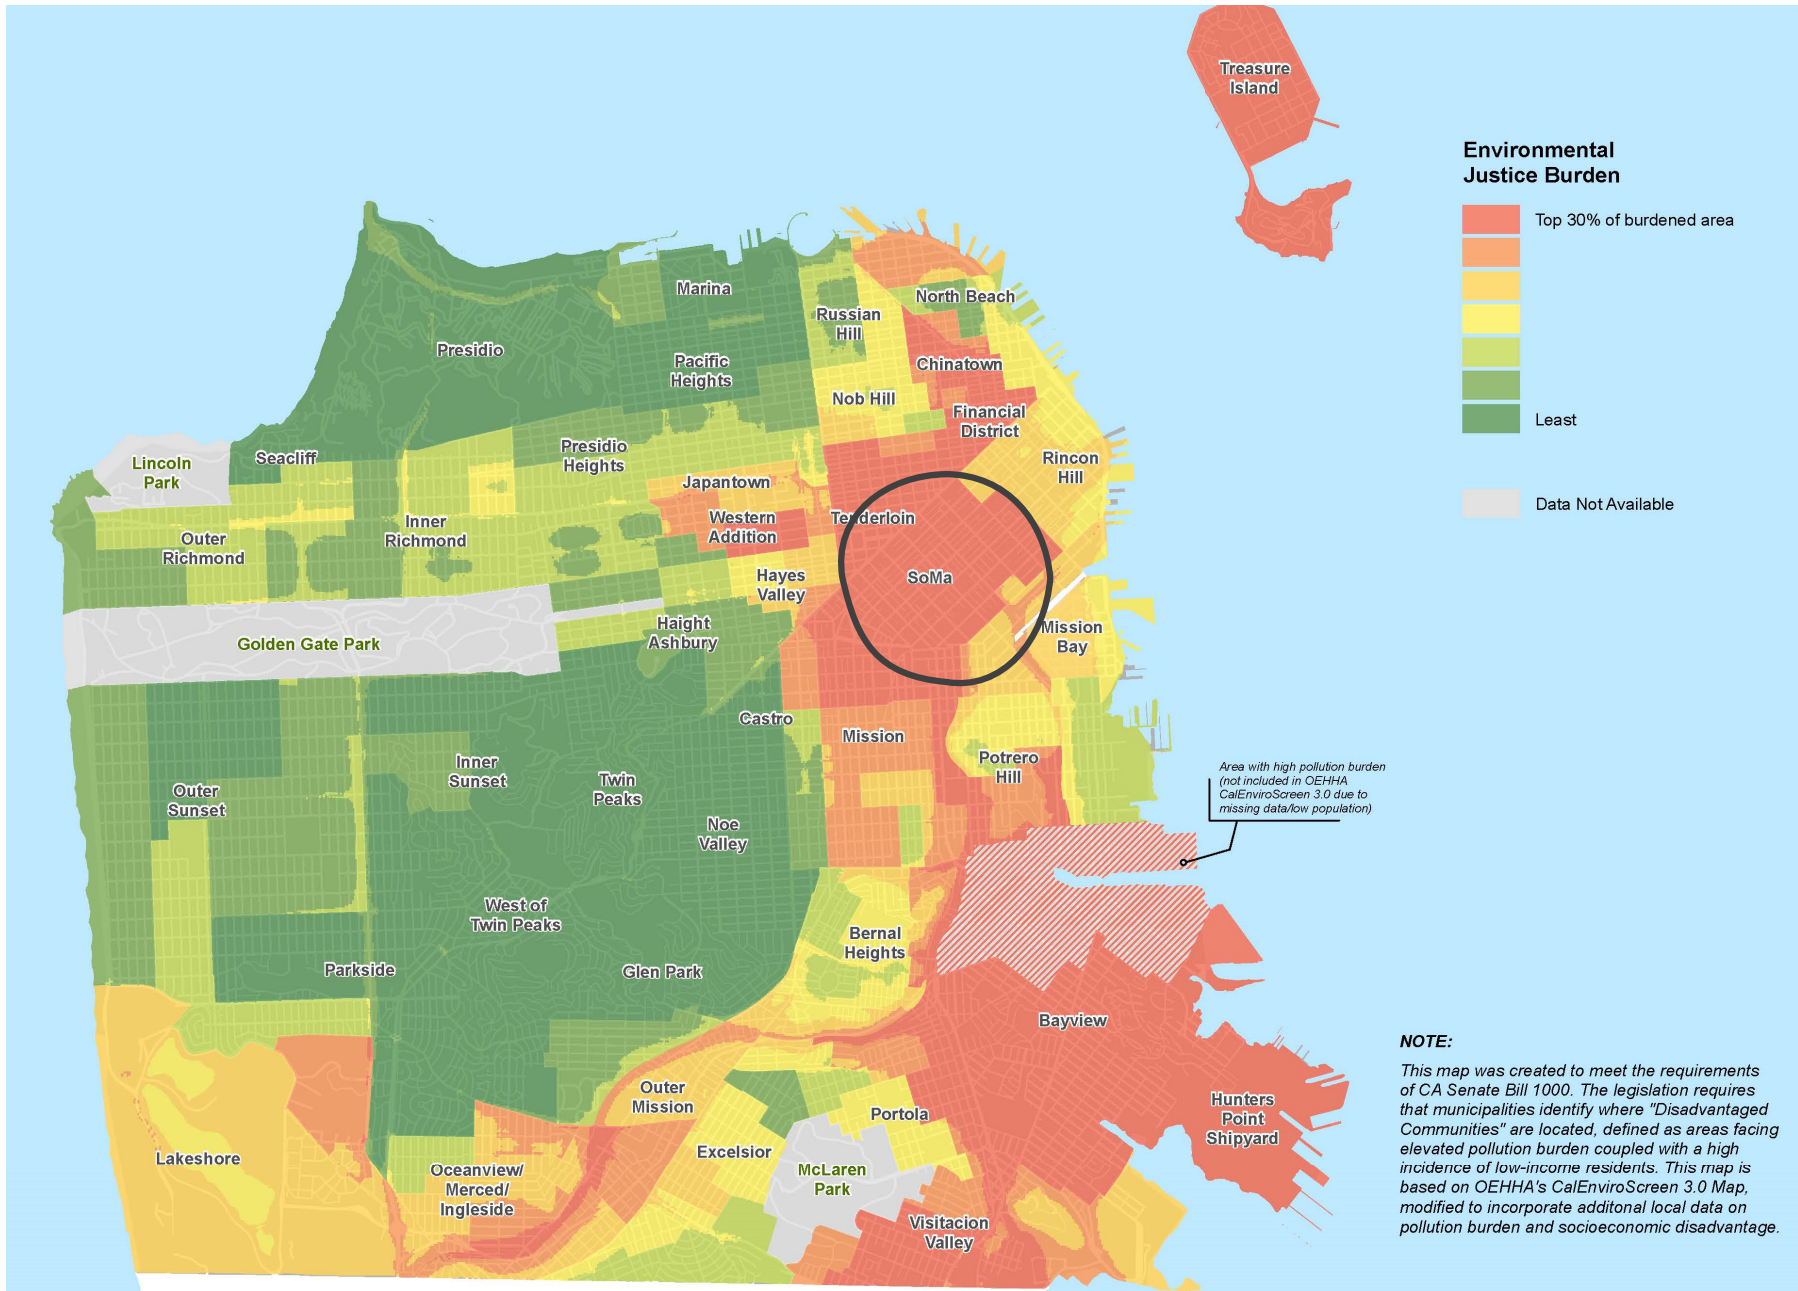 Treasure
Island
Environmental
Justice Burden
Top 30% of burdened area
Least
Data Not Available
Marina
North Beach
Russian
Hill
Presidio
Pacific
Heights
Chinatown
Nob Hill
Financial
District
Lincoln
Park
Seacliff
Presidio
Heights
Rincon
Hill
Japantown
Western
Addition
Tenderloin
Outer
Richmond
Inner
Richmond
Hayes
Valley
SoMa
Golden Gate Park
Haight
Ashbury
Mission
Bay
Castro
Mission
Potrero
Hill
Inner
Sunset
Twin
Peaks
Outer
Sunset
Noe
Valley
Area with high pollution burden
(not included in OEHHA
CalEnviroScreen 3.0 due to
missing data/low population)
West of
Twin Peaks
Bernal
Heights
Parkside
Glen Park
Bayview
Outer
Mission
Portola
Hunters
Point
Shipyard
Lakeshore
Oceanview/
Merced/
Ingleside
Excelsior
McLaren
Park
Visitacion
Valley
NOTE:
This map was created to meet the requirements
of CA Senate Bill 1000. The legislation requires
that municipalities identify where "Disadvantaged
Communities" are located, defined as areas facing
elevated pollution burden coupled with a high
incidence of low-income residents. This map is
based on OEHHA's CalEnviroScreen 3.0 Map,
modified to incorporate additonal local data on
pollution burden and socioeconomic disadvantage.